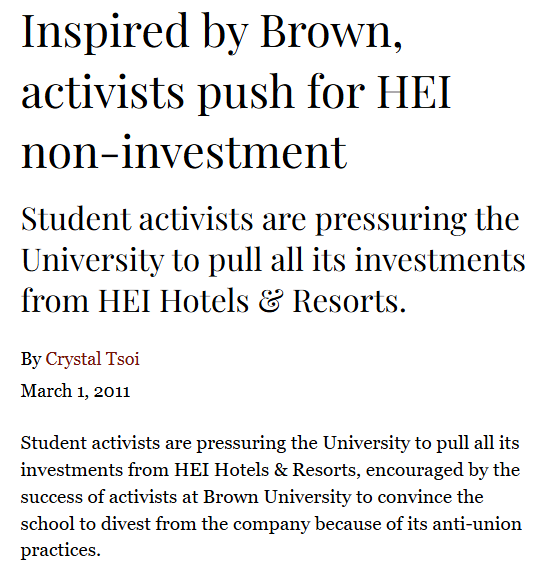 Inspired by Brown,
activists push for HEI
non-investment
Student activists are pressuring the
University to pull all its investments
from HEI Hotels & Resorts.
By Crystal Tsoi
March 1, 2011
Student activists are pressuring the University to pull all its
investments from HEI Hotels & Resorts, encouraged by the
success of activists at Brown University to convince the
school to divest from the company because of its anti-union
practices.